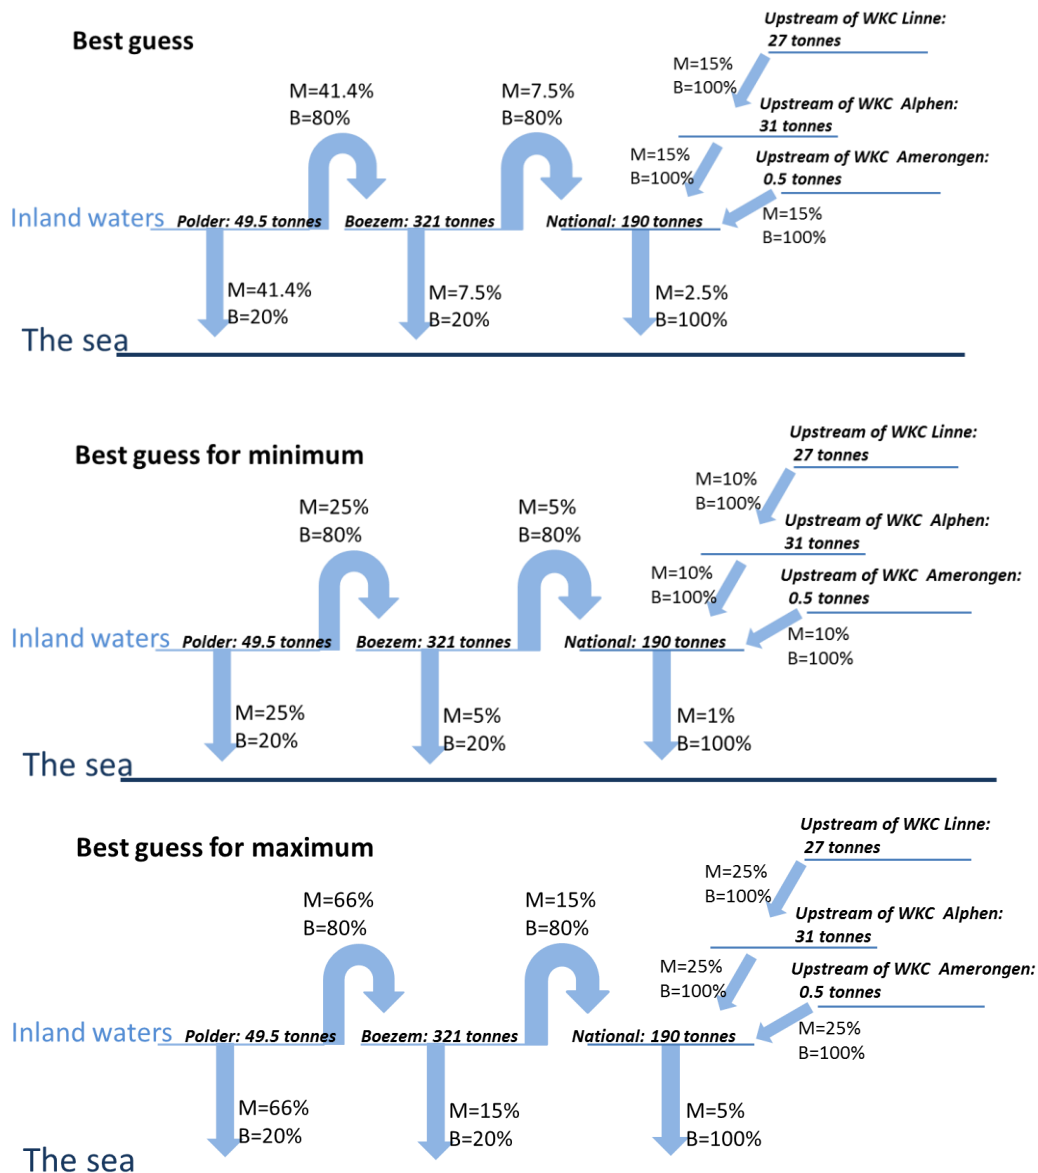 Best guess
Upstream of WKC Linne:
27 tonnes
M=15%
B=100%
M=41.4%
B=80%
M=7.5%
B=80%
Upstream of WKC Alphen:
31 tonnes
M=15%
B=100%
Upstream of WKC Amerongen:
0.5 tonnes
M=15%
B=100%
Inland waters
Polder: 49.5 tonnes
Boezem: 321 tonnes
National: 190 tonnes
M=41.4%
B=20%
M=7.5%
B=20%
M=2.5%
B=100%
The sea
Best guess for minimum
Upstream of WKC Linne:
27 tonnes
M=10%
B=100%
M=25%
B=80%
M=5%
B=80%
Upstream of WKC Alphen:
31 tonnes
M=10%
B=100%
Upstream of WKC Amerongen:
0.5 tonnes
M=10%
B=100%
Inland waters
Polder: 49.5 tonnes
Boezem: 321 tonnes
National: 190 tonnes
M=25%
B=20%
M=5%
B=20%
M=1%
B=100%
The sea
Best guess for maximum
Upstream of WKC Linne:
27 tonnes
M=25%
B=100%
M=66%
B=80%
M=15%
B=80%
Upstream of WKC Alphen:
31 tonnes
M=25%
B=100%
Upstream of WKC Amerongen:
0.5 tonnes
M=25%
B=100%
Inland waters
Polder: 49.5 tonnes
Boezem: 321 tonnes
National: 190 tonnes
M=66%
B=20%
M=15%
B=20%
M=5%
B=100%
The sea